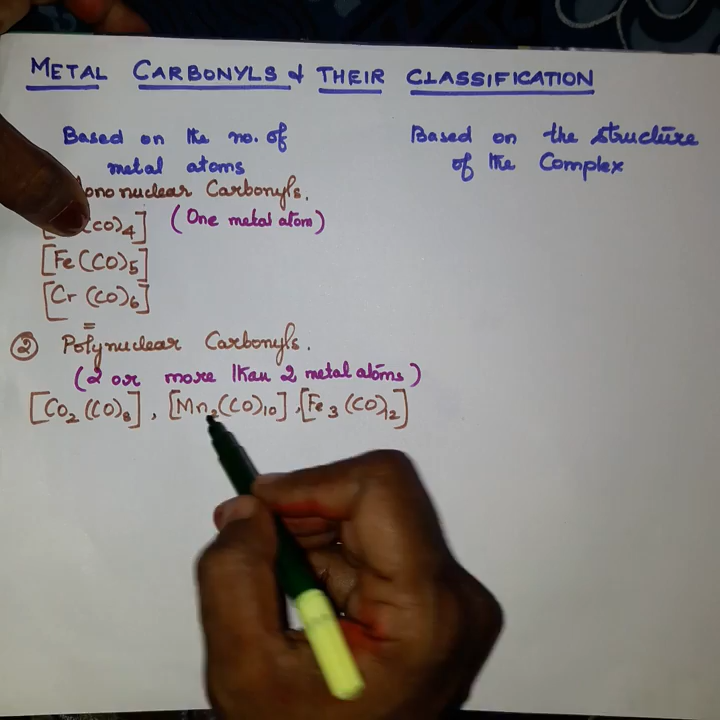 METAL CARBONYLS & THEIR CLASSIFICATION
Based on the no. of
metal atoms
Mononuclear Carbonyls.
(CO)4] (One metal atom)
[Fe(CO)5]
[Cr(CO)6]
② Polynuclear Carbonyls.
(2 or more than 2 metal atoms)
[Co2(CO)8], [Mn2(CO)10], [Fe3(CO)12]
Based on the structure
of the Complex